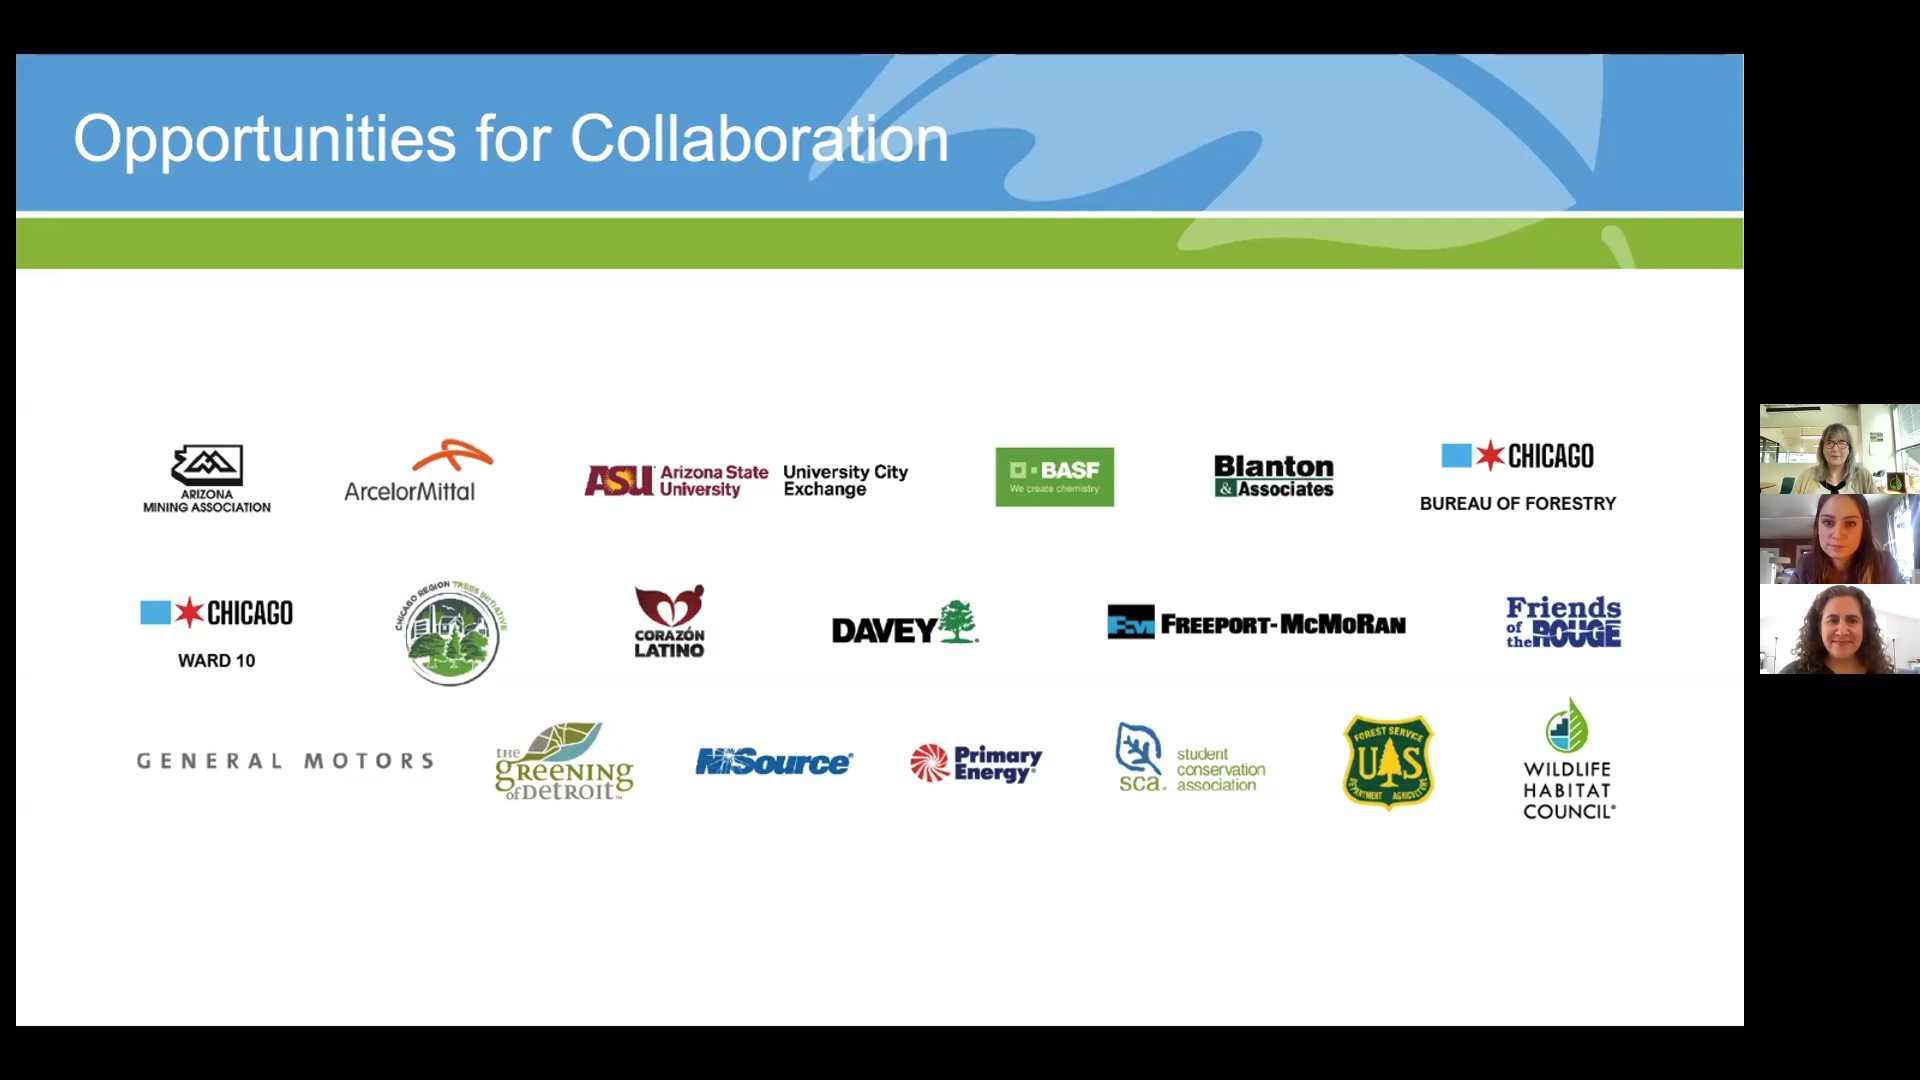 Opportunities for Collaboration
ARIZONA
MINING ASSOCIATION
ArcelorMittal
ASU Arizona State
University
University City
Exchange
BASF
We create chemistry
Blanton
& Associates
CHICAGO
BUREAU OF FORESTRY
CHICAGO
WARD 10
CHICAGO REGION TREES INITIATIVE
CORAZÓN
LATINO
DAVEY
FREEPORT-McMoRAN
Friends
of the ROUGE
GENERAL MOTORS
THE
GREENING
of DETROIT™
NiSource®
Primary
Energy®
sca®
student
conservation
association
FOREST SERVICE
US
DEPARTMENT AGRICULTURE
WILDLIFE
HABITAT
COUNCIL®